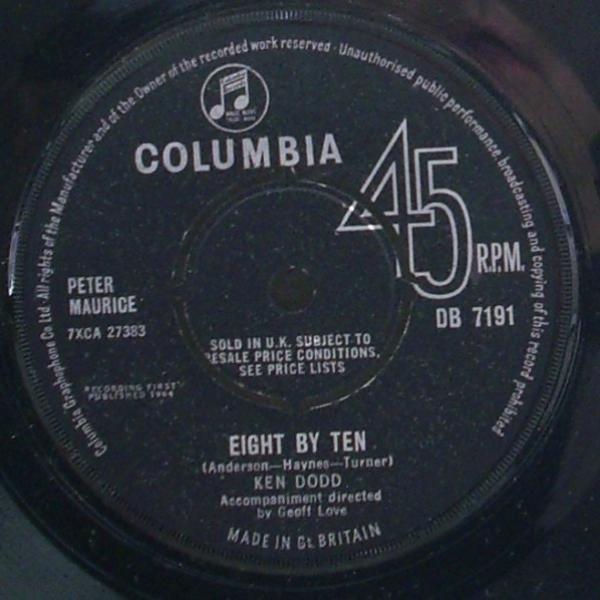 Columbia Graphophone Co Ltd · All rights of the Manufacturer and of the Owner of the recorded work reserved · Unauthorised public performance, broadcasting and copying of this record prohibited
COLUMBIA
45
R.P.M.
PETER
MAURICE
7XCA 27383
DB 7191
SOLD IN U.K. SUBJECT TO
RESALE PRICE CONDITIONS,
SEE PRICE LISTS
RECORDING FIRST
PUBLISHED 1964
EIGHT BY TEN
(Anderson—Haynes—Turner)
KEN DODD
Accompaniment directed
by Geoff Love
MADE IN Gt. BRITAIN